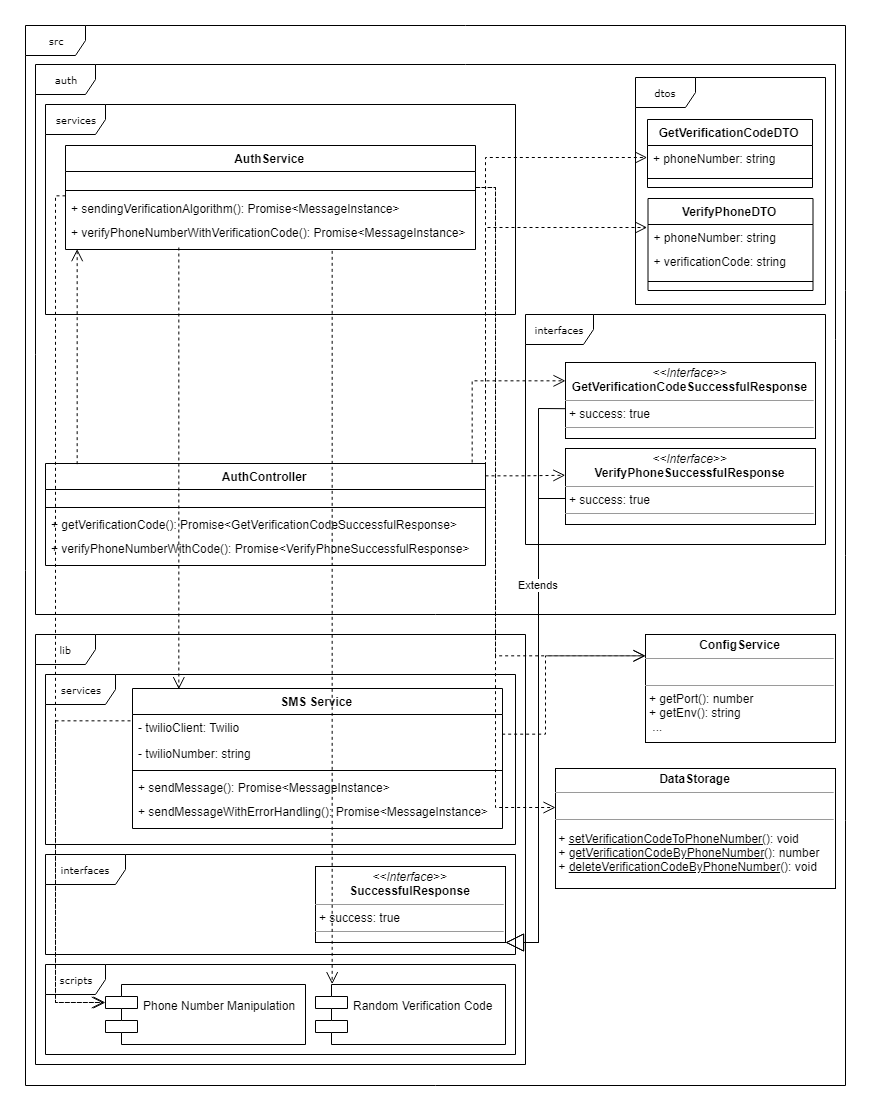 src
auth
services
AuthService
+ sendingVerificationAlgorithm(): Promise<MessageInstance>
+ verifyPhoneNumberWithVerificationCode(): Promise<MessageInstance>
dtos
GetVerificationCodeDTO
+ phoneNumber: string
VerifyPhoneDTO
+ phoneNumber: string
+ verificationCode: string
interfaces
<<Interface>>
GetVerificationCodeSuccessfulResponse
+ success: true
<<Interface>>
VerifyPhoneSuccessfulResponse
+ success: true
AuthController
+ getVerificationCode(): Promise<GetVerificationCodeSuccessfulResponse>
+ verifyPhoneNumberWithCode(): Promise<VerifyPhoneSuccessfulResponse>
Extends
lib
services
SMS Service
- twilioClient: Twilio
- twilioNumber: string
+ sendMessage(): Promise<MessageInstance>
+ sendMessageWithErrorHandling(): Promise<MessageInstance>
ConfigService
+ getPort(): number
+ getEnv(): string
...
DataStorage
+ setVerificationCodeToPhoneNumber(): void
+ getVerificationCodeByPhoneNumber(): number
+ deleteVerificationCodeByPhoneNumber(): void
interfaces
<<Interface>>
SuccessfulResponse
+ success: true
scripts
Phone Number Manipulation
Random Verification Code